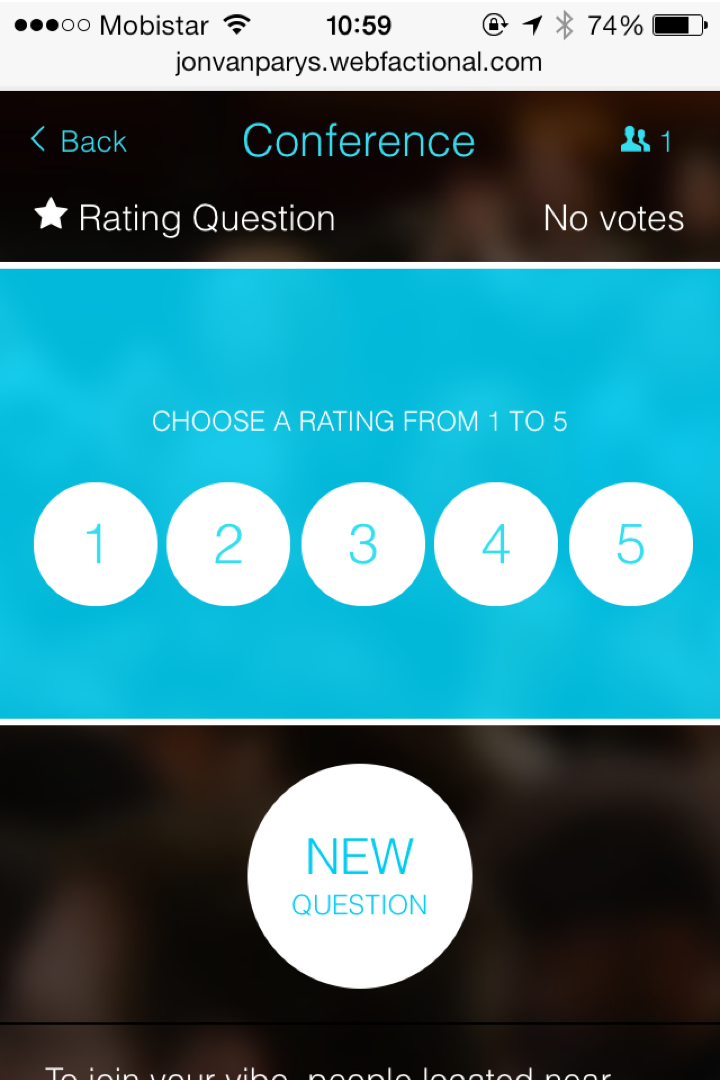 Mobistar 10:59 74%
jonvanparys.webfactional.com
Back Conference 1
Rating Question No votes
CHOOSE A RATING FROM 1 TO 5
1 2 3 4 5
NEW
QUESTION
To join your vibe, people located near